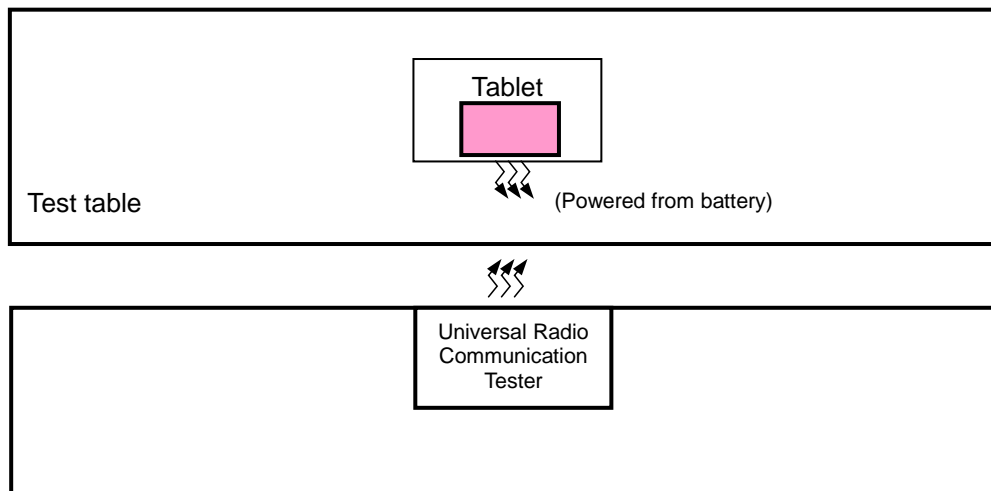 Tablet
Test table
(Powered from battery)
Universal Radio
Communication
Tester